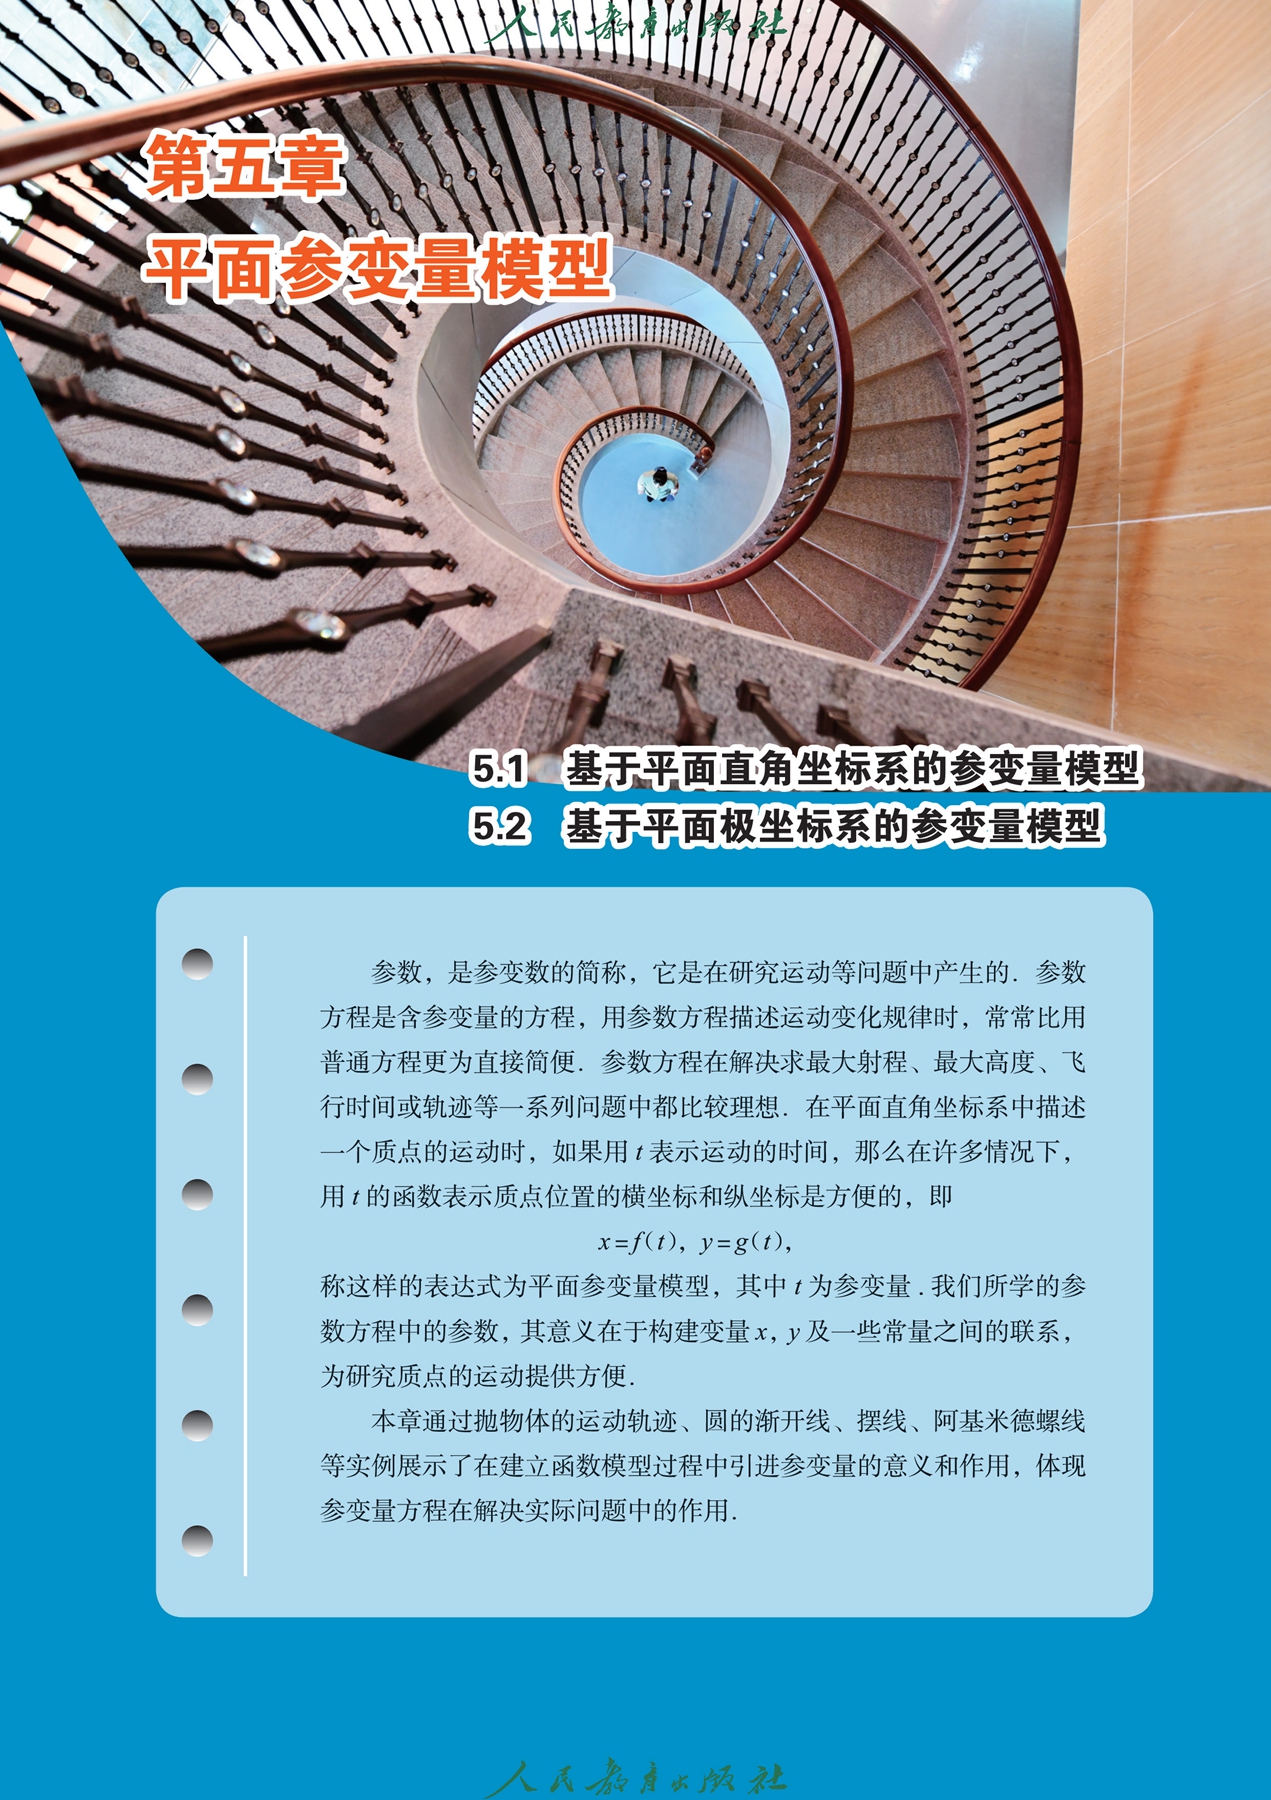 人民教育出版社
第五章
平面参变量模型
5.1 基于平面直角坐标系的参变量模型
5.2 基于平面极坐标系的参变量模型
参数，是参变数的简称，它是在研究运动等问题中产生的．参数
方程是含参变量的方程，用参数方程描述运动变化规律时，常常比用
普通方程更为直接简便．参数方程在解决求最大射程、最大高度、飞
行时间或轨迹等一系列问题中都比较理想．在平面直角坐标系中描述
一个质点的运动时，如果用 t 表示运动的时间，那么在许多情况下，
用 t 的函数表示质点位置的横坐标和纵坐标是方便的，即
x=f(t)，y=g(t)，
称这样的表达式为平面参变量模型，其中 t 为参变量．我们所学的参
数方程中的参数，其意义在于构建变量 x，y 及一些常量之间的联系，
为研究质点的运动提供方便．
本章通过抛物体的运动轨迹、圆的渐开线、摆线、阿基米德螺线
等实例展示了在建立函数模型过程中引进参变量的意义和作用，体现
参变量方程在解决实际问题中的作用．
人民教育出版社